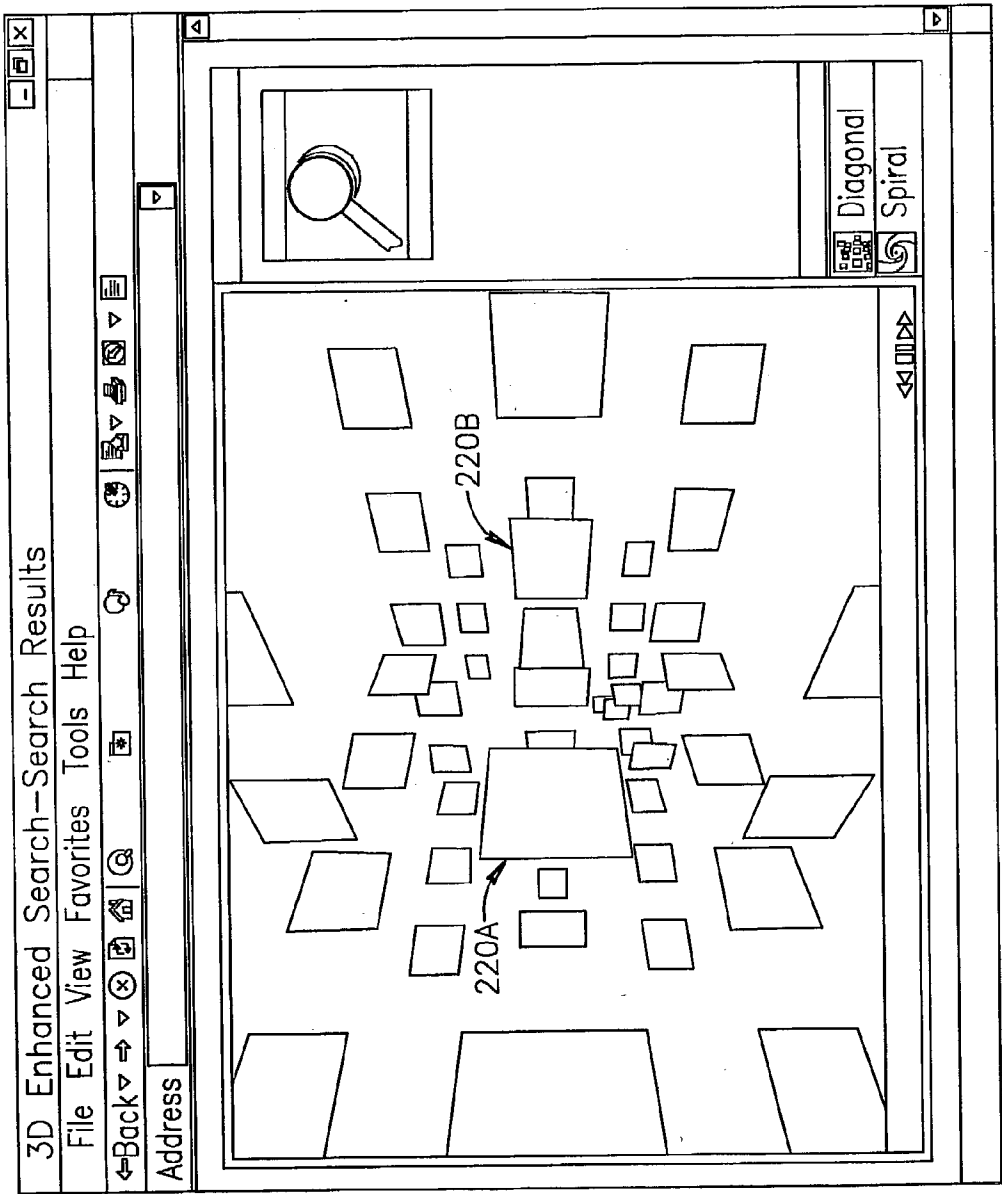 3D Enhanced Search-Search Results
File Edit View Favorites Tools Help
Back
Address
220A
220B
Diagonal
Spiral